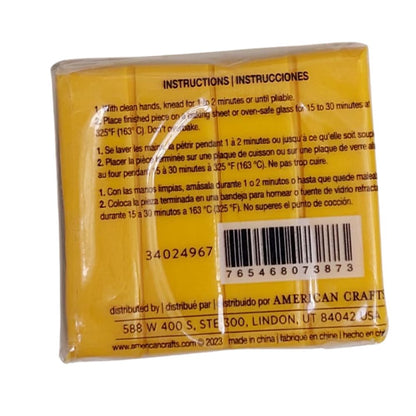 INSTRUCTIONS | INSTRUCCIONES
1. With clean hands, knead for 1 to 2 minutes or until pliable.
2. Place finished piece on a baking sheet or oven-safe glass for 15 to 30 minutes at
325°F (163°C). Don't overbake.
1. Se laver les mains, la pétrir pendant 1 à 2 minutes ou jusqu'à ce qu'elle soit soup
2. Placer la pièce terminée sur une plaque de cuisson ou sur une plaque de verre al
au four pendant 15 à 30 minutes à 325 °F (163 °C). Ne pas trop cuire.
1. Con las manos limpias, amásala durante 1 o 2 minutos o hasta que quede maleab
2. Coloca la pieza terminada en una bandeja para hornear o fuente de vidrio refracta
durante 15 a 30 minutos a 163 °C (325 °F). No superes el punto de cocción.
34024967
765468073873
distributed by | distribué par | distribuido por AMERICAN CRAFTS
588 W 400 S, STE 300, LINDON, UT 84042 USA
www.americancrafts.com © 2023 made in china | fabriqué en chine | hecho en ch